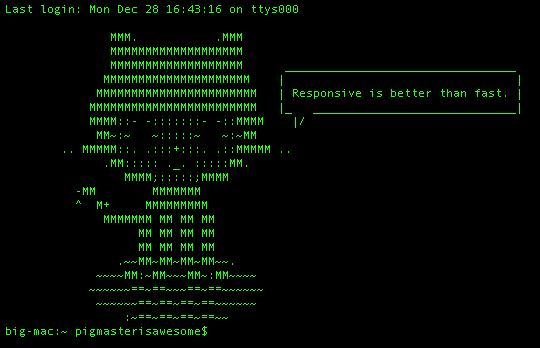 Last login: Mon Dec 28 16:43:16 on ttys000
MMM.           .MMM
MMMMMMMMMMMMMMMMMMM
MMMMMMMMMMMMMMMMMMM
MMMMMMMMMMMMMMMMMMMMM
MMMMMMMMMMMMMMMMMMMMMMM
Responsive is better than fast.
MMMMMMMMMMMMMMMMMMMMMMMM
MMMM::- -:::::::- -::MMMM
MM~:~   ~:::::~   ~:~MM
.. MMMMM::. .:::+:::. .::MMMMM ..
.MM::::: ._. :::::MM.
MMMM;:::::;MMMM
-MM        MMMMMMM
^  M+     MMMMMMMMM
MMMMMMM MM MM MM
MM MM MM MM
MM MM MM MM
.~~MM~MM~MM~MM~~.
~~~~MM:~MM~~~MM~:MM~~~~
~~~~~~==~==~~~==~==~~~~~~
~~~~~~==~==~==~==~~~~~~
:~==~==~==~==~~
big-mac:~ pigmasterisawesome$